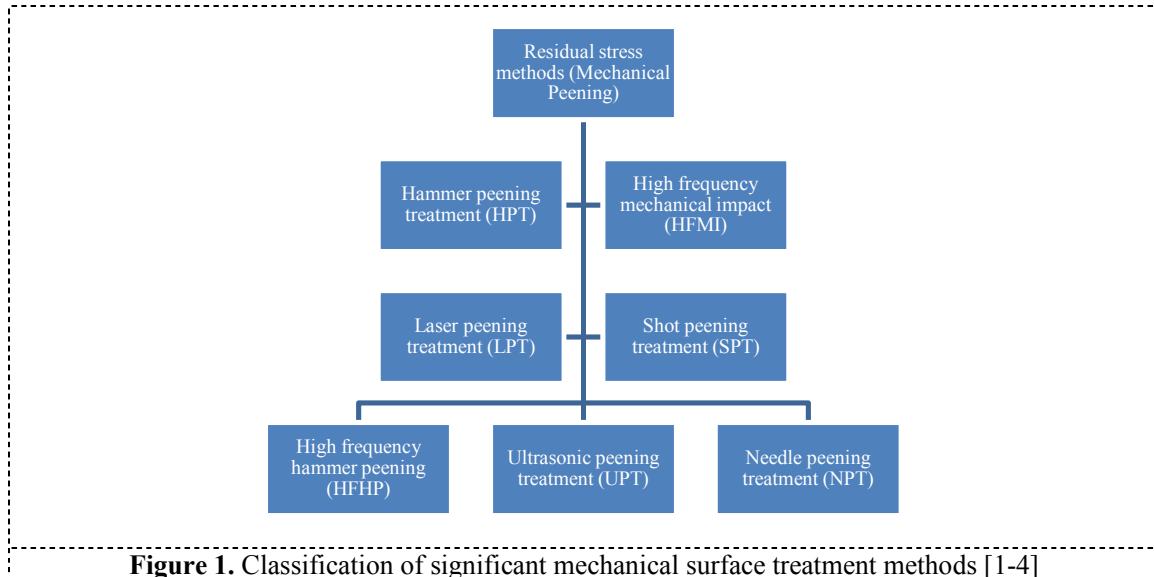 Residual stress
methods (Mechanical
Peening)
Hammer peening
treatment (HPT)
High frequency
mechanical impact
(HFMI)
Laser peening
treatment (LPT)
Shot peening
treatment (SPT)
High frequency
hammer peening
(HFHP)
Ultrasonic peening
treatment (UPT)
Needle peening
treatment (NPT)
Figure 1. Classification of significant mechanical surface treatment methods [1-4]